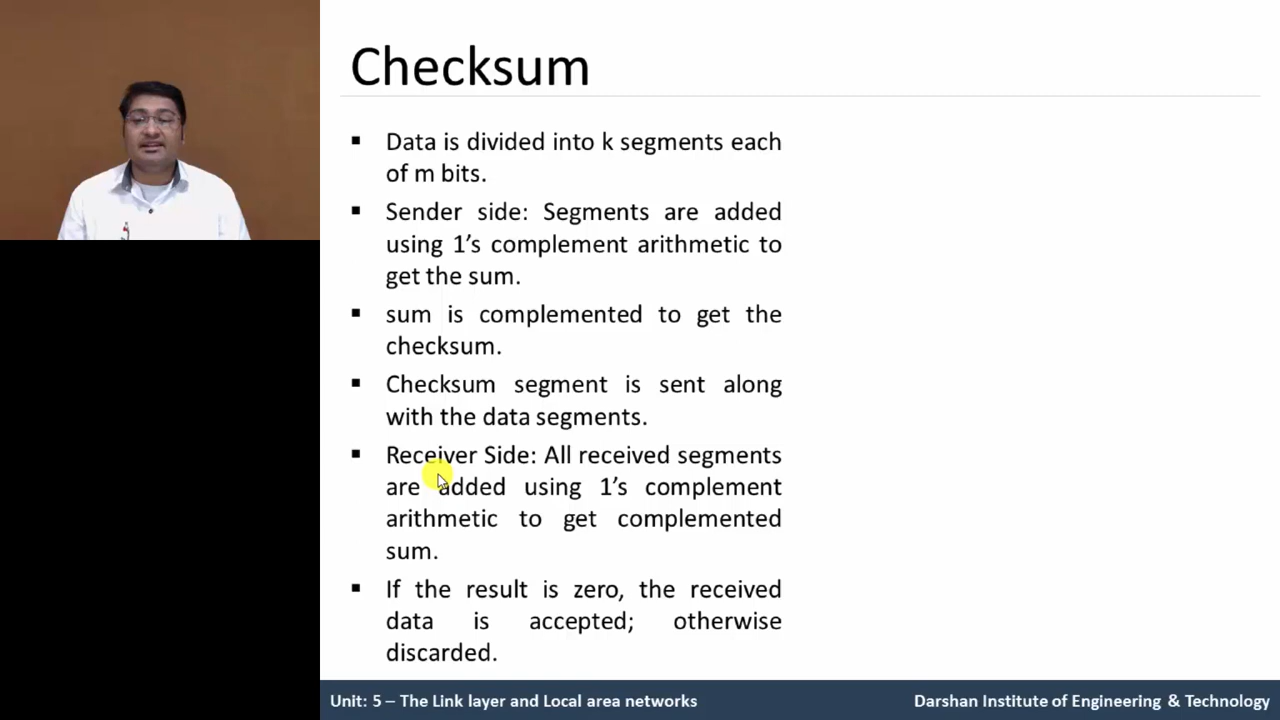 Checksum
▪ Data is divided into k segments each
of m bits.
▪ Sender side: Segments are added
using 1’s complement arithmetic to
get the sum.
▪ sum is complemented to get the
checksum.
▪ Checksum segment is sent along
with the data segments.
▪ Receiver Side: All received segments
are added using 1’s complement
arithmetic to get complemented
sum.
▪ If the result is zero, the received
data is accepted; otherwise
discarded.
Unit: 5 – The Link layer and Local area networks
Darshan Institute of Engineering & Technology